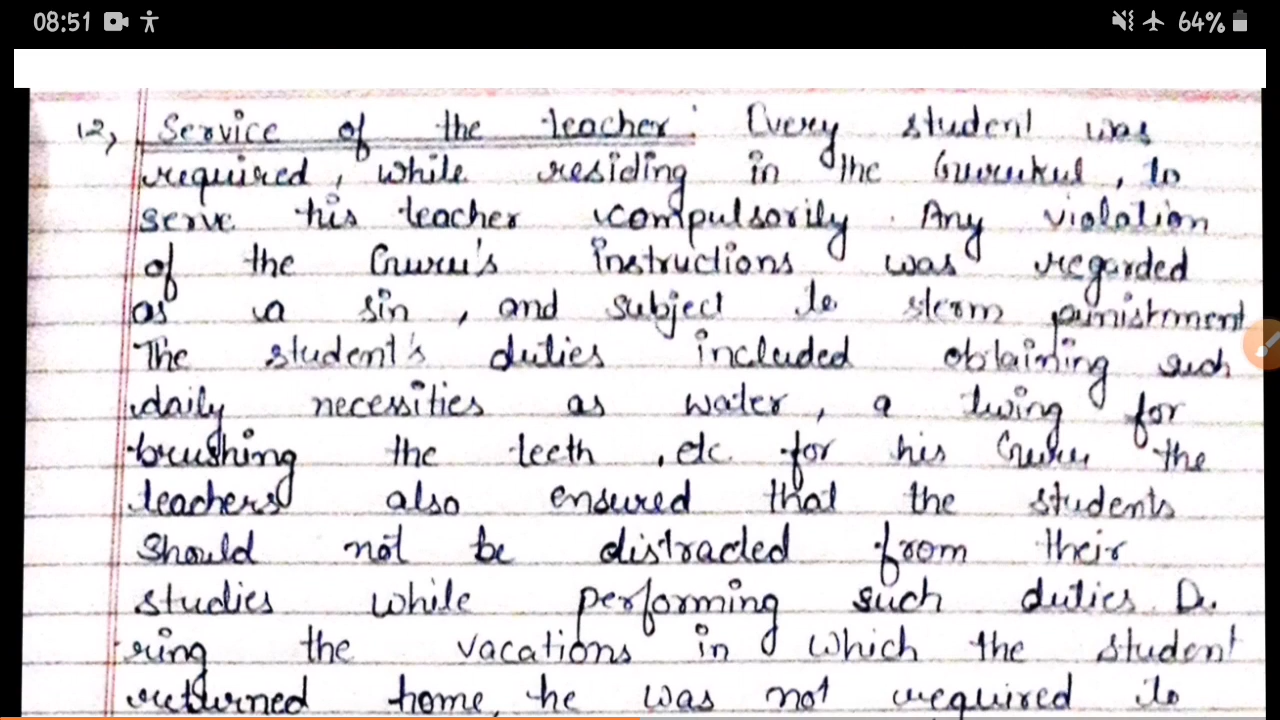 08:51 64%
12) Service of the teacher : Every student was
required, while residing in the Gurukul, to
serve his teacher compulsorily. Any violation
of the Guru's instructions was regarded
as a sin, and subject to stern punishment
The student's duties included obtaining such
daily necessities as water, a twing for
brushing the teeth, etc. for his Guru the
teachers also ensured that the students
should not be distracted from their
studies while performing such duties. Du.
ring the vacations in which the student
returned home, he was not required to